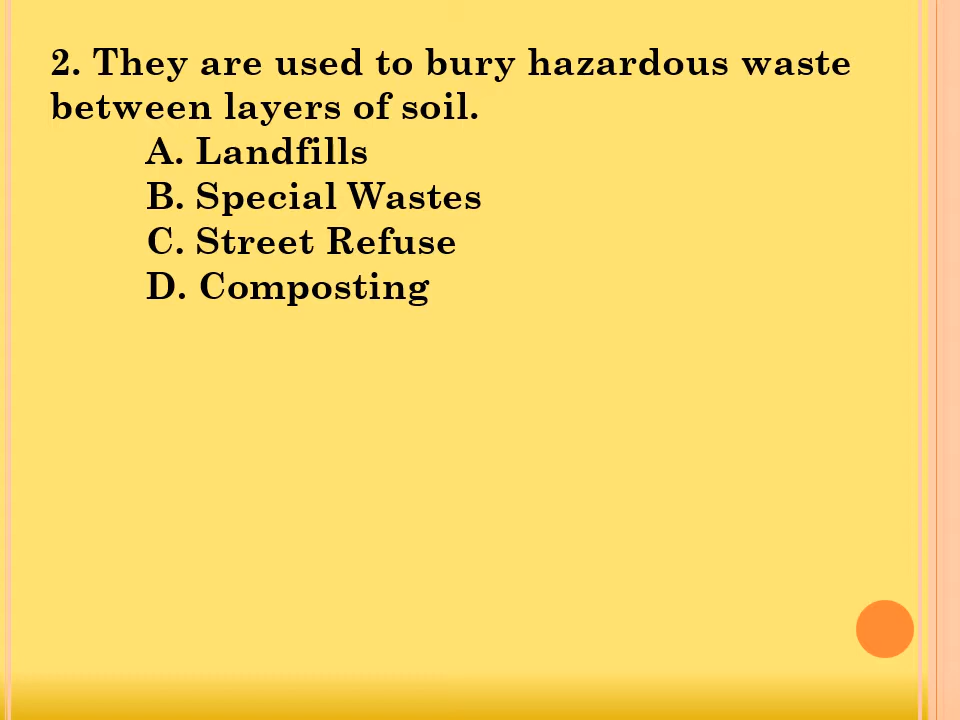 2. They are used to bury hazardous waste
between layers of soil.
A. Landfills
B. Special Wastes
C. Street Refuse
D. Composting